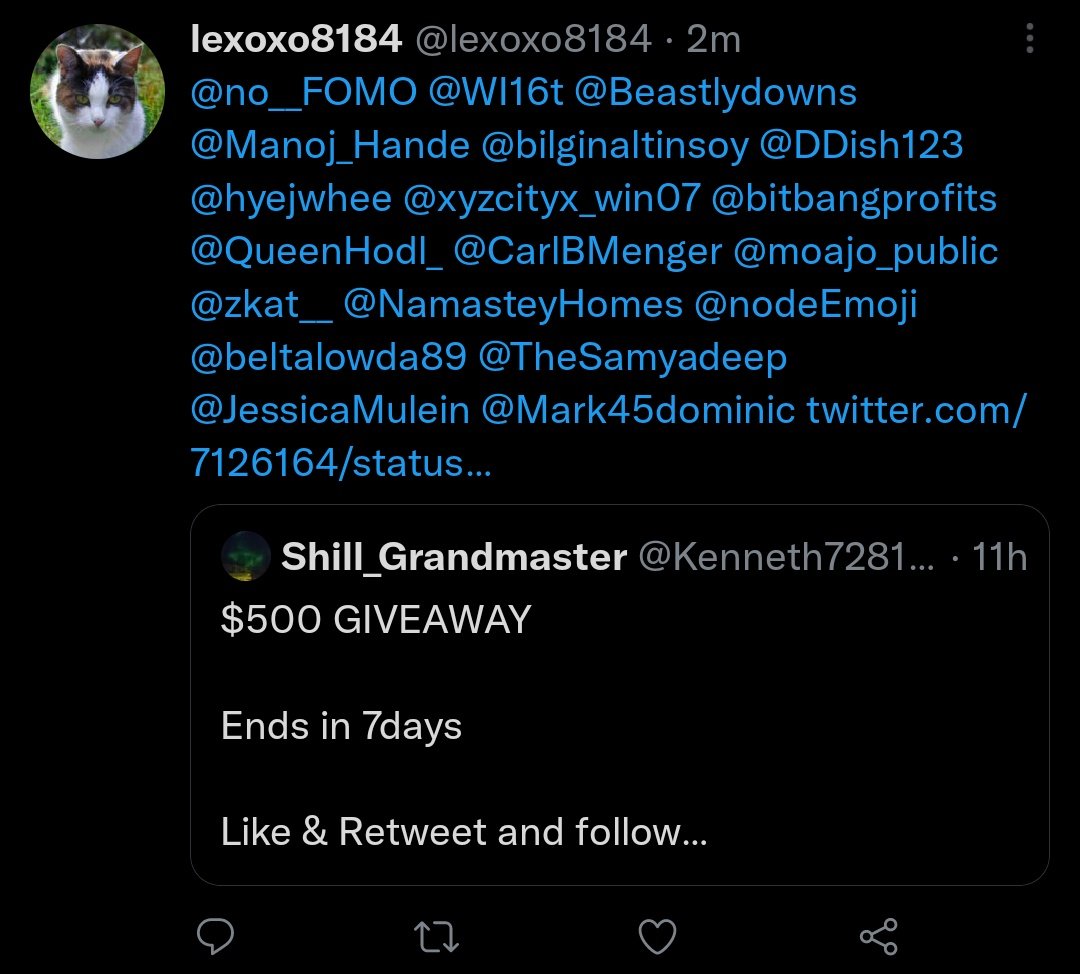 lexoxo8184 @lexoxo8184 · 2m
@no__FOMO @WI16t @Beastlydowns
@Manoj_Hande @bilginaltinsoy @DDish123
@hyejwhee @xyzcityx_win07 @bitbangprofits
@QueenHodl_ @CarlBMenger @moajo_public
@zkat__ @NamasteyHomes @nodeEmoji
@beltalowda89 @TheSamyadeep
@JessicaMulein @Mark45dominic twitter.com/
7126164/status…
Shill_Grandmaster @Kenneth7281… · 11h
$500 GIVEAWAY
Ends in 7days
Like & Retweet and follow…